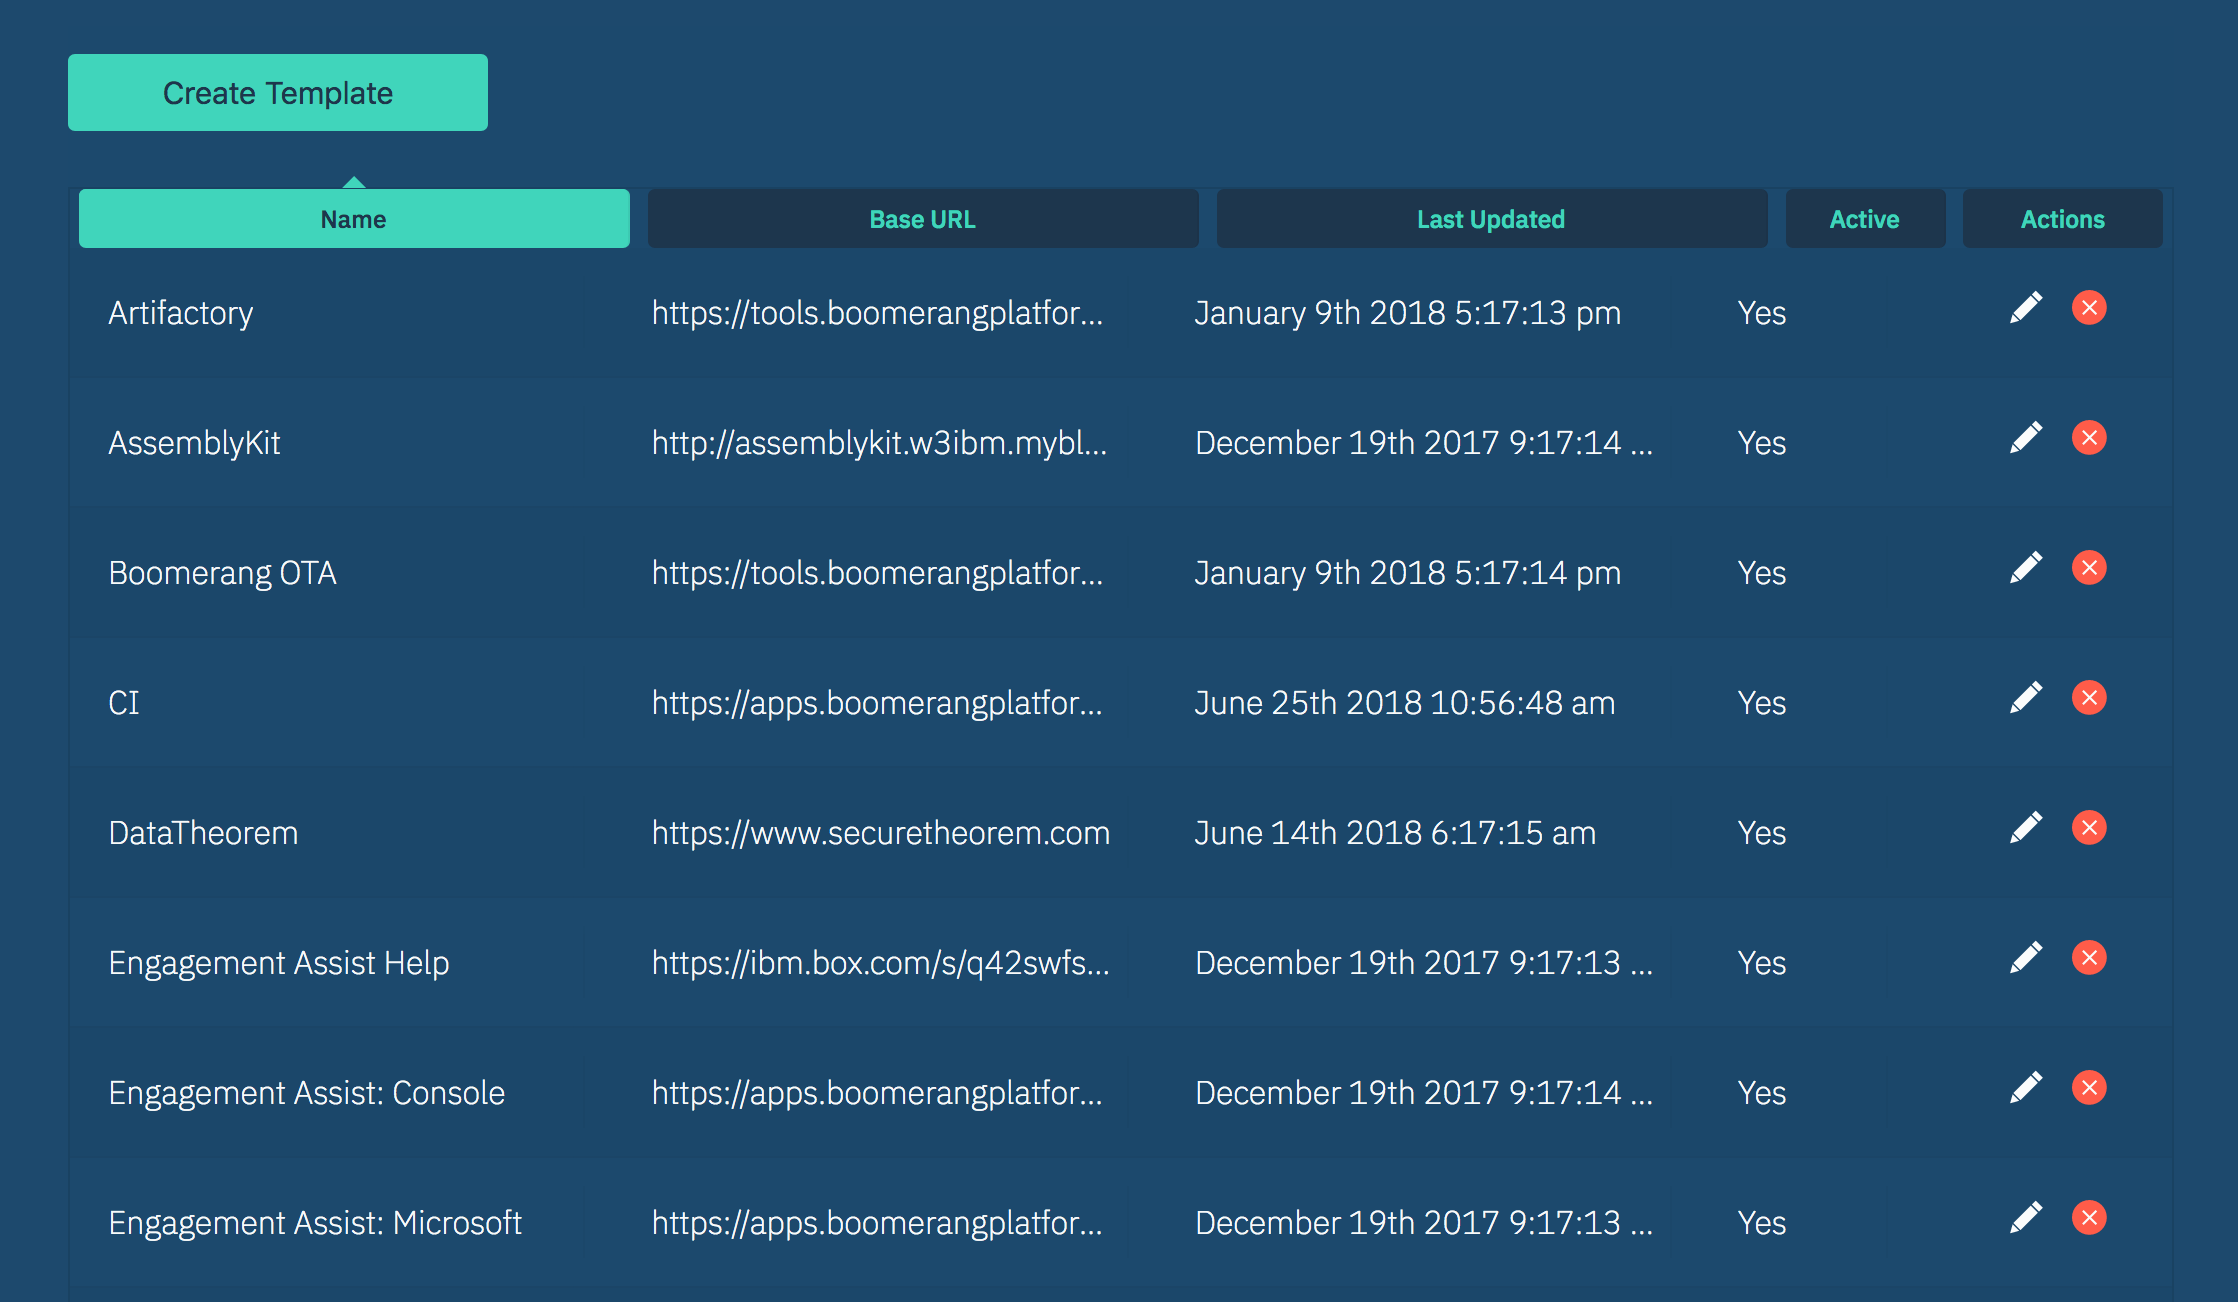 Create Template
Name Base URL Last Updated Active Actions
Artifactory https://tools.boomerangplatfor... January 9th 2018 5:17:13 pm Yes
AssemblyKit http://assemblykit.w3ibm.mybl... December 19th 2017 9:17:14 ... Yes
Boomerang OTA https://tools.boomerangplatfor... January 9th 2018 5:17:14 pm Yes
CI https://apps.boomerangplatfor... June 25th 2018 10:56:48 am Yes
DataTheorem https://www.securetheorem.com June 14th 2018 6:17:15 am Yes
Engagement Assist Help https://ibm.box.com/s/q42swfs... December 19th 2017 9:17:13 ... Yes
Engagement Assist: Console https://apps.boomerangplatfor... December 19th 2017 9:17:14 ... Yes
Engagement Assist: Microsoft https://apps.boomerangplatfor... December 19th 2017 9:17:13 ... Yes